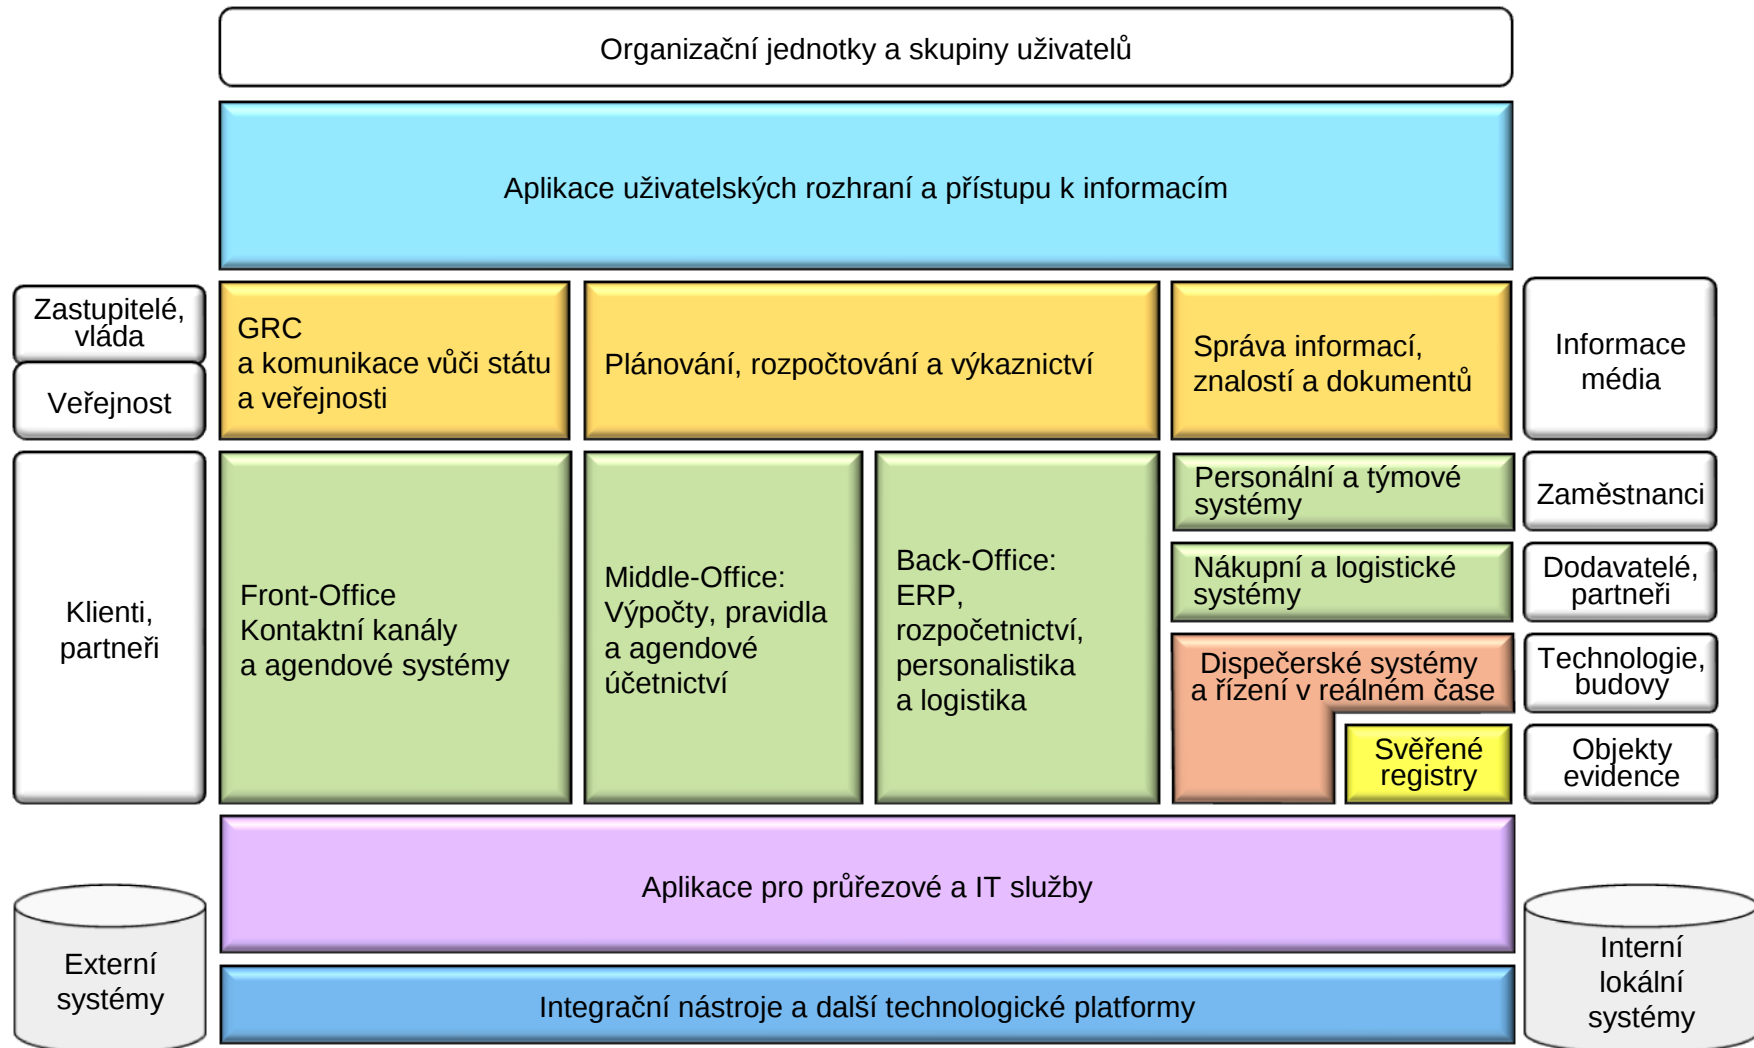 Organizační jednotky a skupiny uživatelů
Aplikace uživatelských rozhraní a přístupu k informacím
Zastupitelé,
vláda
Veřejnost
GRC
a komunikace vůči státu
a veřejnosti
Plánování, rozpočtování a výkaznictví
Správa informací,
znalostí a dokumentů
Informace
média
Klienti,
partneři
Front-Office
Kontaktní kanály
a agendové systémy
Middle-Office:
Výpočty, pravidla
a agendové
účetnictví
Back-Office:
ERP,
rozpočetnictví,
personalistika
a logistika
Personální a týmové
systémy
Zaměstnanci
Nákupní a logistické
systémy
Dodavatelé,
partneři
Dispečerské systémy
a řízení v reálném čase
Technologie,
budovy
Svěřené
registry
Objekty
evidence
Aplikace pro průřezové a IT služby
Externí
systémy
Integrační nástroje a další technologické platformy
Interní
lokální
systémy